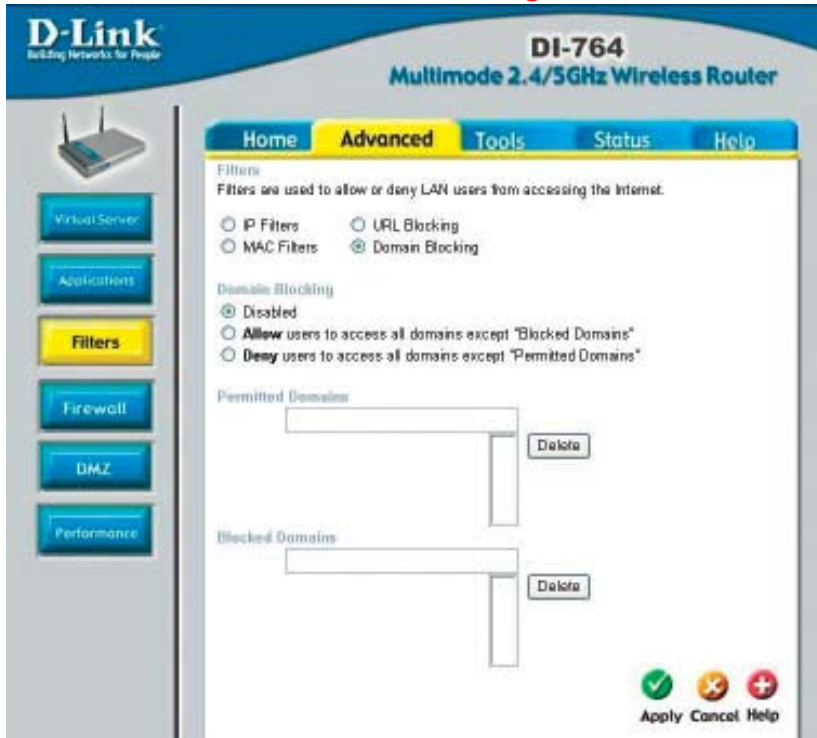 D-Link
Building Networks for People
DI-764
Multimode 2.4/5GHz Wireless Router
Home Advanced Tools Status Help
Filters
Filters are used to allow or deny LAN users from accessing the Internet.
IP Filters URL Blocking
MAC Filters Domain Blocking
Domain Blocking
Disabled
Allow users to access all domains except "Blocked Domains"
Deny users to access all domains except "Permitted Domains"
Permitted Domains
Delete
Blocked Domains
Delete
Virtual Server
Applications
Filters
Firewall
DMZ
Performance
Apply Cancel Help